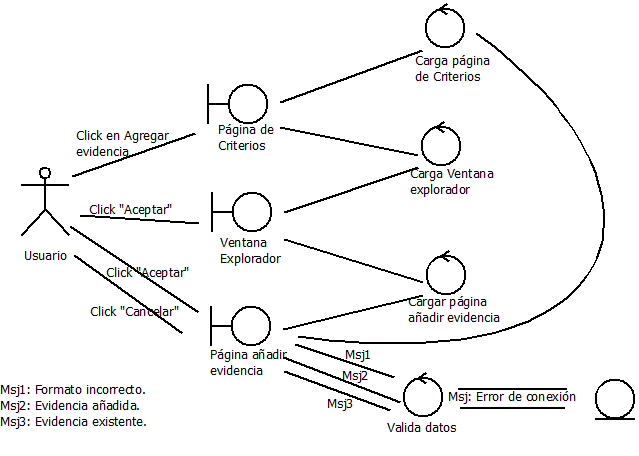 Carga página
de Criterios
Click en Agregar
evidencia
Página de
Criterios
Carga Ventana
explorador
Click "Aceptar"
Usuario
Ventana
Explorador
Click "Aceptar"
Cargar página
añadir evidencia
Click "Cancelar"
Página añadir
evidencia
Msj1
Msj2
Msj3
Msj1: Formato incorrecto.
Msj2: Evidencia añadida.
Msj3: Evidencia existente.
Msj: Error de conexión
Valida datos